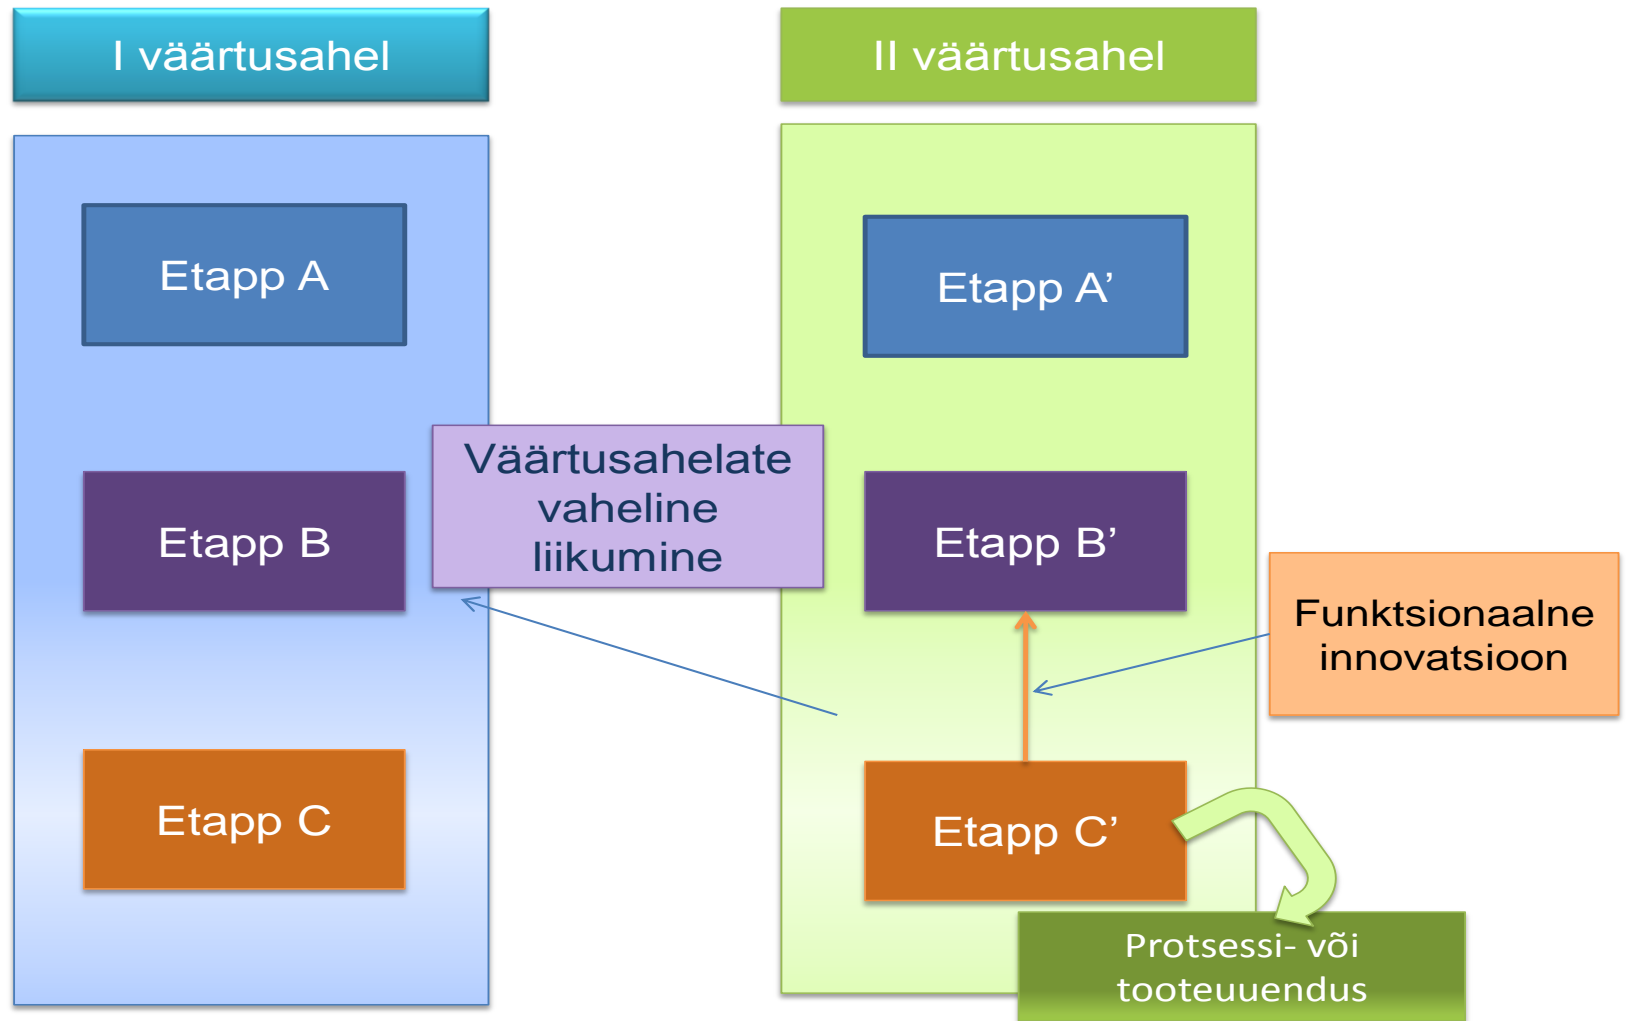 I väärtusahel
II väärtusahel
Etapp A
Etapp A’
Väärtusahelate
vaheline
liikumine
Etapp B
Etapp B’
Funktsionaalne
innovatsioon
Etapp C
Etapp C’
Protsessi- või
tooteuuendus